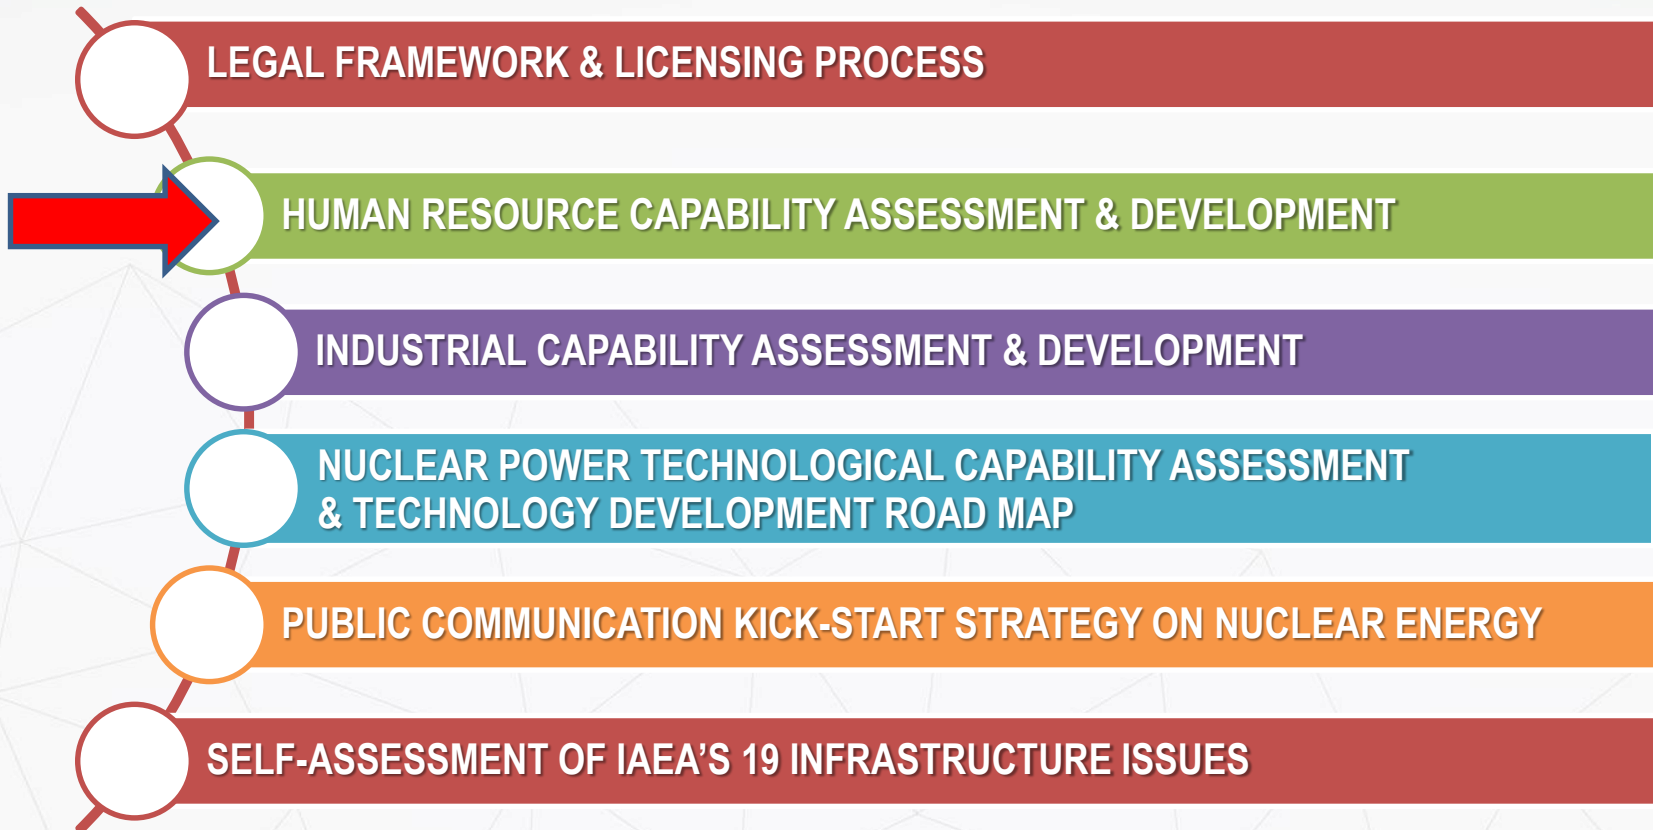 LEGAL FRAMEWORK & LICENSING PROCESS
HUMAN RESOURCE CAPABILITY ASSESSMENT & DEVELOPMENT
INDUSTRIAL CAPABILITY ASSESSMENT & DEVELOPMENT
NUCLEAR POWER TECHNOLOGICAL CAPABILITY ASSESSMENT
& TECHNOLOGY DEVELOPMENT ROAD MAP
PUBLIC COMMUNICATION KICK-START STRATEGY ON NUCLEAR ENERGY
SELF-ASSESSMENT OF IAEA’S 19 INFRASTRUCTURE ISSUES